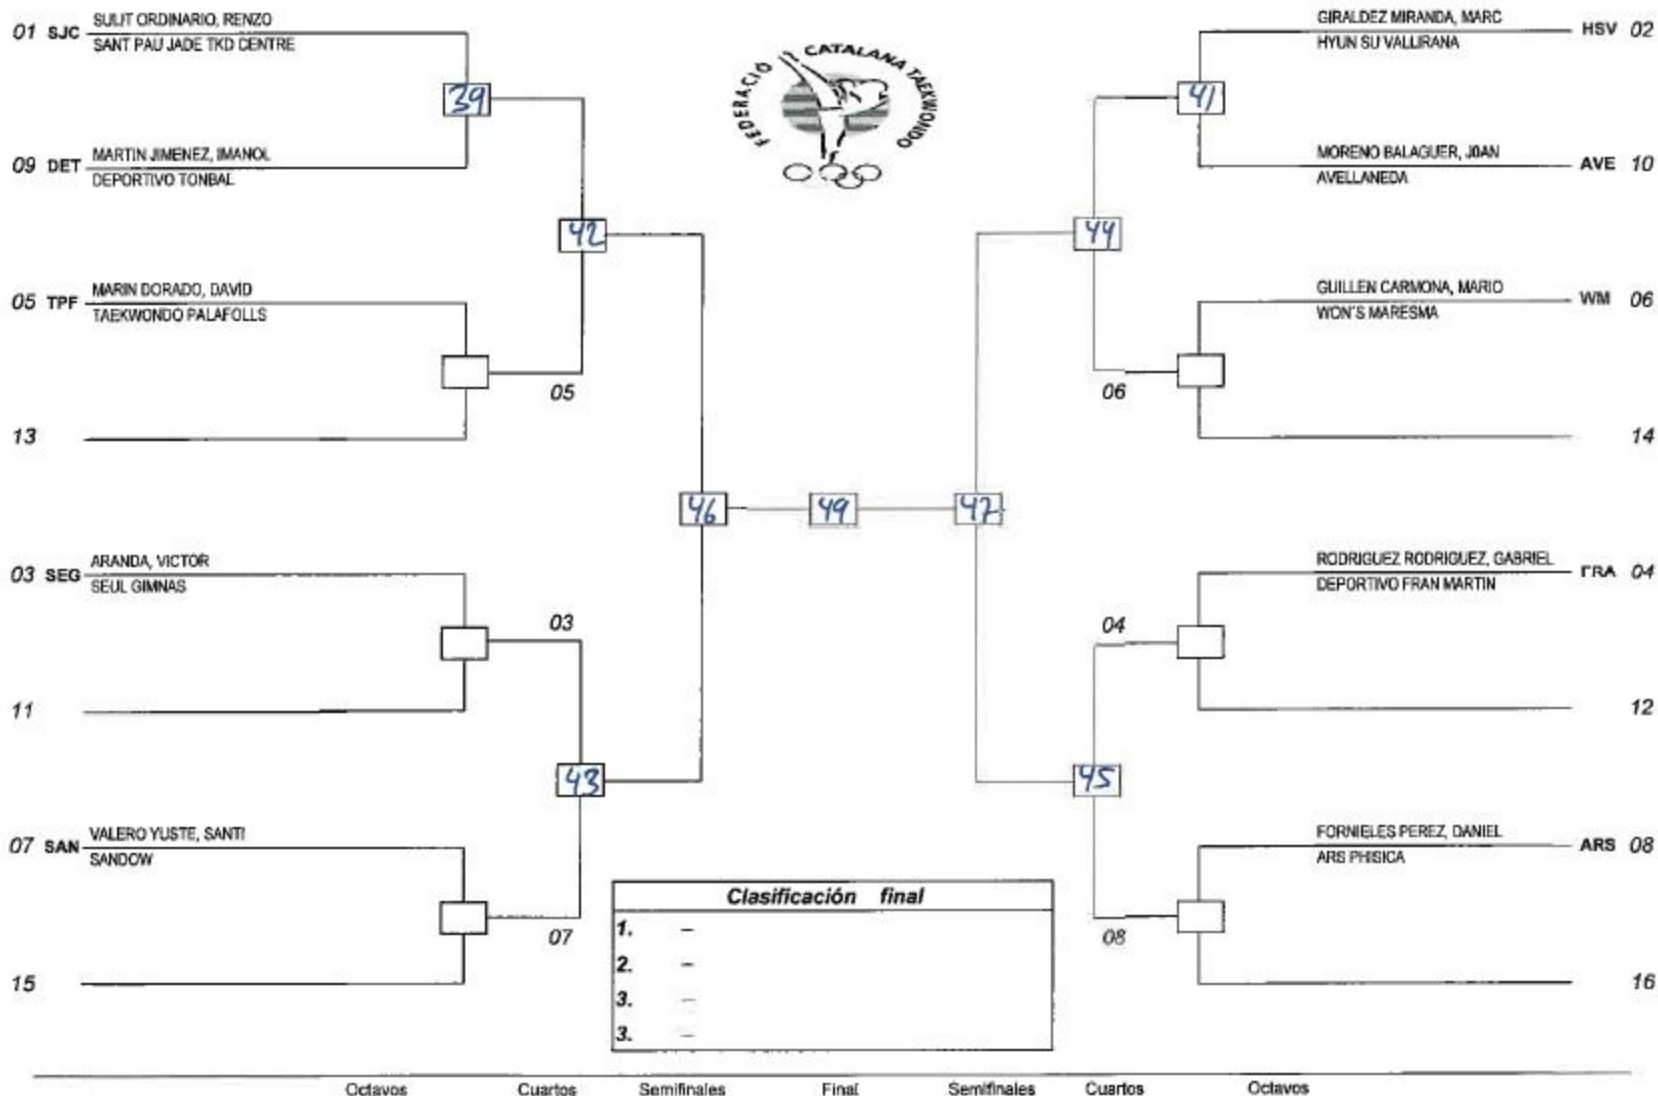 01 SJC SULIT ORDINARIO, RENZO
SANT PAU JADE TKD CENTRE
39
09 DET MARTIN JIMENEZ, IMANOL
DEPORTIVO TONBAL
42
05 TPF MARIN DORADO, DAVID
TAEKWONDO PALAFOLLS
05
13
46
03 SEG ARANDA, VICTOR
SEUL GIMNAS
03
11
43
07 SAN VALERO YUSTE, SANTI
SANDOW
07
15
FEDERACIÓ CATALANA TAEKWONDO
49
GIRALDEZ MIRANDA, MARC HSV 02
HYUN SU VALLIRANA
41
MORENO BALAGUER, JOAN AVE 10
AVELLANEDA
44
GUILLEN CARMONA, MARIO WM 06
WON'S MARESMA
06
14
47
RODRIGUEZ RODRIGUEZ, GABRIEL FRA 04
DEPORTIVO FRAN MARTIN
04
12
45
FORNIELES PEREZ, DANIEL ARS 08
ARS PHISICA
08
16
Clasificación final
1. –
2. –
3. –
3. –
Octavos Cuartos Semifinales Final Semifinales Cuartos Octavos